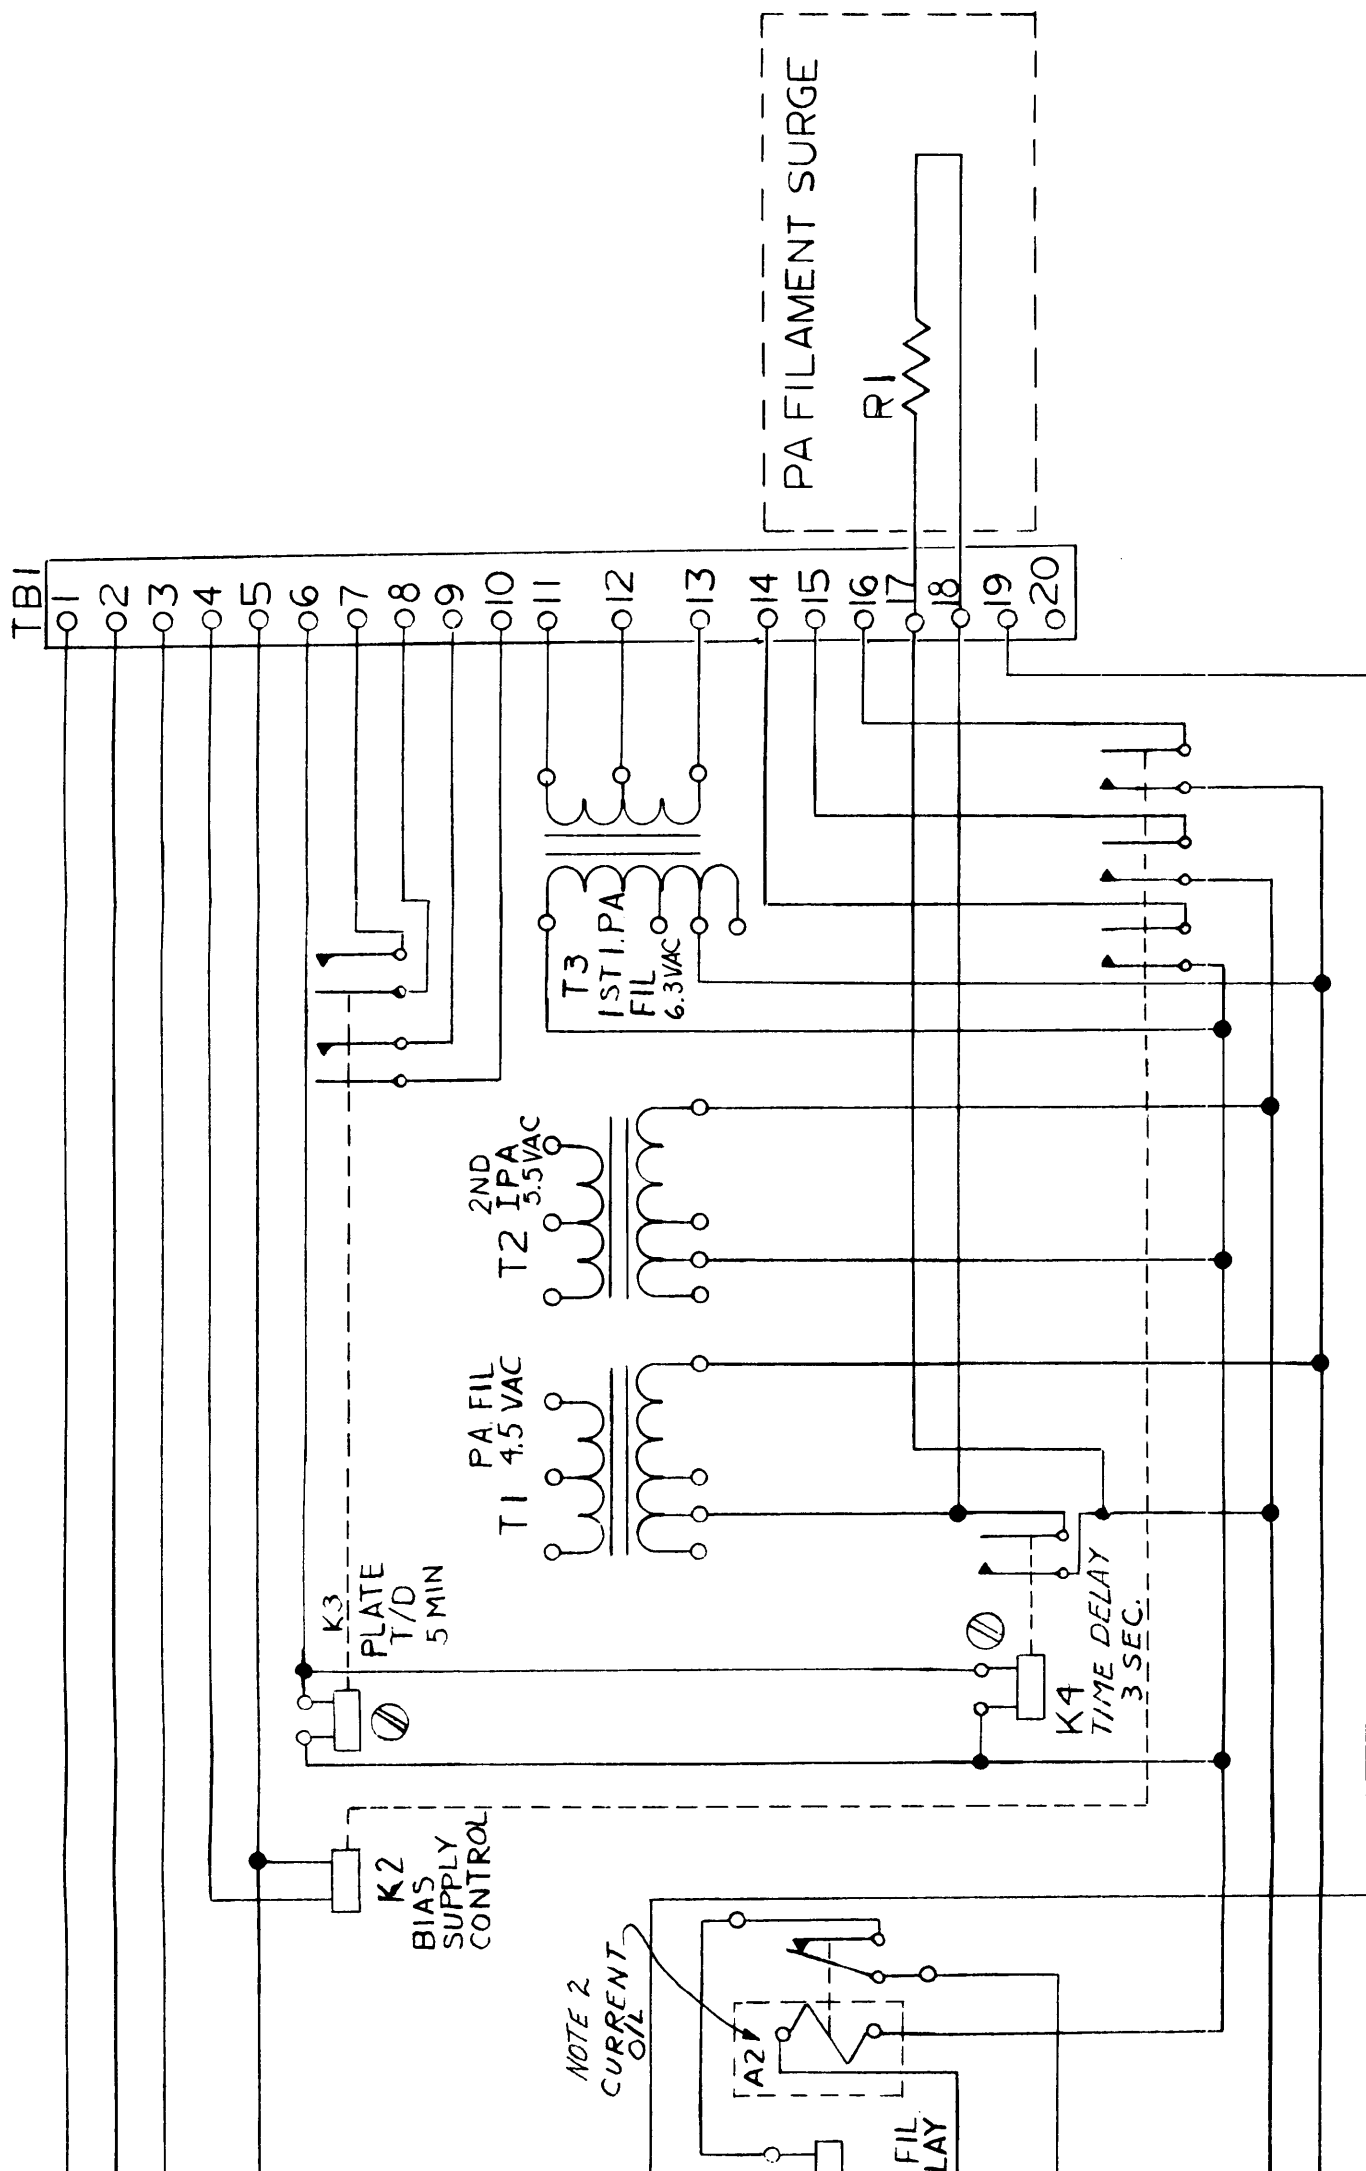 TB1
1
2
3
4
5
6
7
8
9
10
11
12
13
14
15
16
17
18
19
20
PA FILAMENT SURGE
R1
T3
1ST I.PA
FIL
6.3VAC
2ND
IPA
5.5VAC
T2
PA FIL
4.5 VAC
T1
K3
PLATE
T/D
5 MIN
K4
TIME DELAY
3 SEC.
K2
BIAS
SUPPLY
CONTROL
NOTE 2
CURRENT
O/L
A2
FIL
LAY